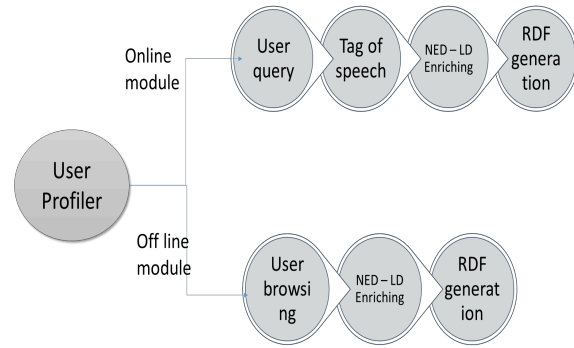 User
Profiler
Online
module
User
query
Tag of
speech
NED – LD
Enriching
RDF
genera
tion
Off line
module
User
browsi
ng
NED – LD
Enriching
RDF
generat
ion